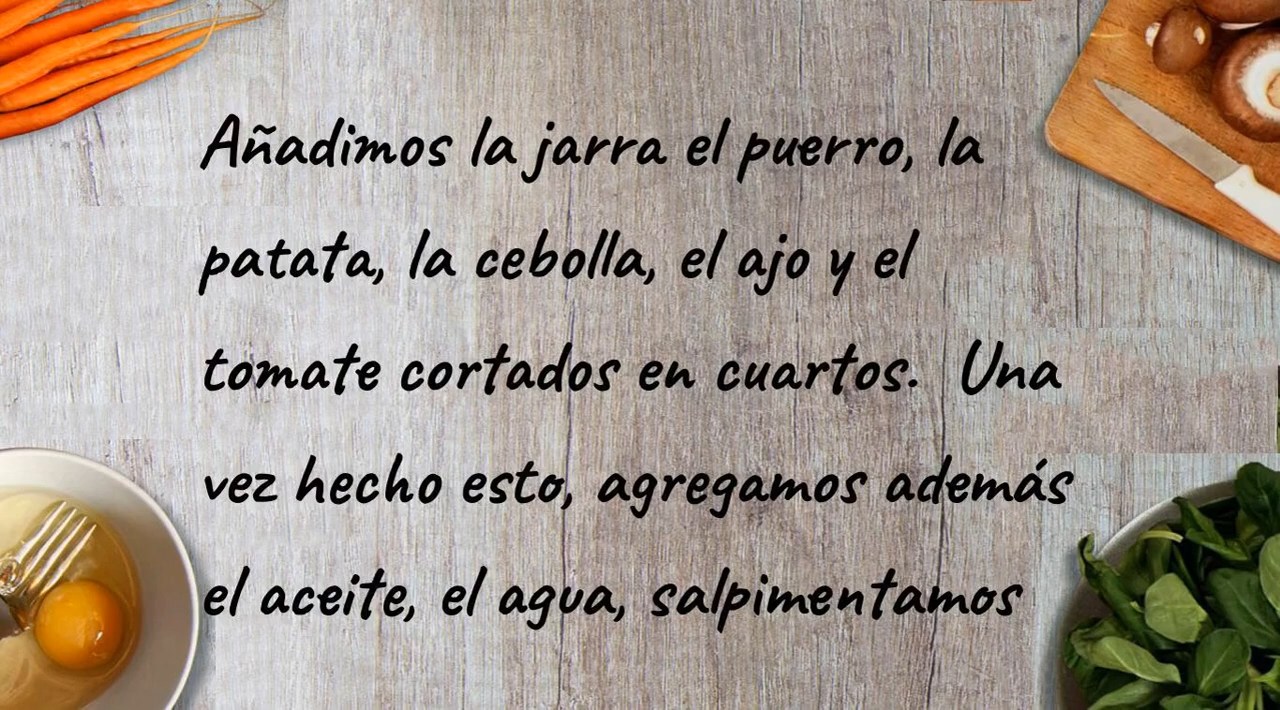 Añadimos la jarra el puerro, la
patata, la cebolla, el ajo y el
tomate cortados en cuartos. Una
vez hecho esto, agregamos además
el aceite, el agua, salpimentamos